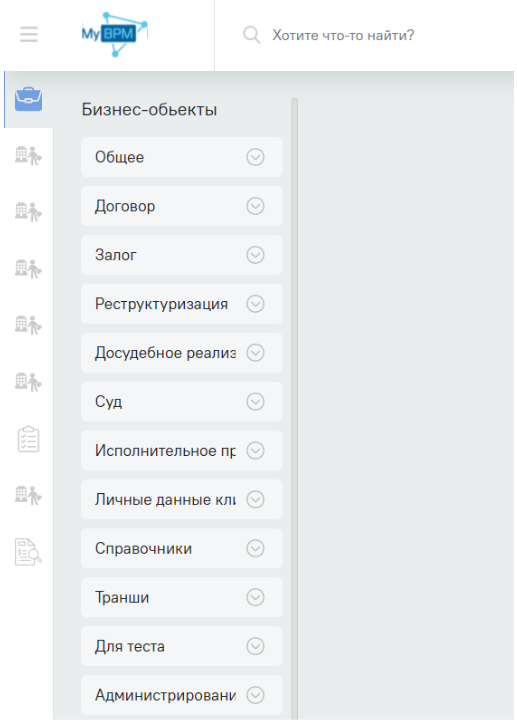 MyBPM
Хотите что-то найти?
Бизнес-обьекты
Общее
Договор
Залог
Реструктуризация
Досудебное реализ
Суд
Исполнительное пр
Личные данные кли
Справочники
Транши
Для теста
Администрировани